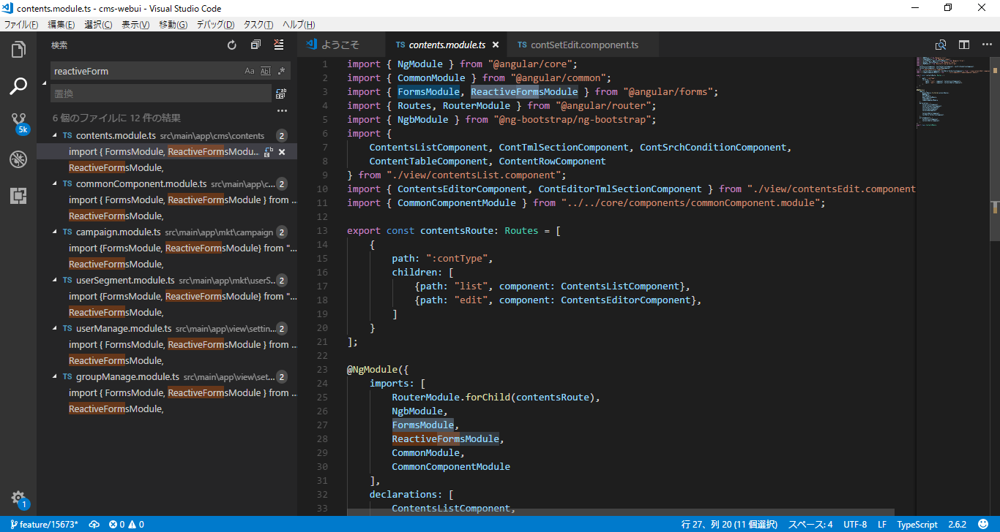 contents.module.ts - cms-webui - Visual Studio Code
ファイル(F) 編集(E) 選択(C) 表示(V) 移動(G) デバッグ(D) タスク(T) ヘルプ(H)
検索
reactiveForm Aa Abl .*
置換
6 個のファイルに 12 件の結果
TS contents.module.ts src\main\app\cms\contents 2
import { FormsModule, ReactiveFormsModu...
ReactiveFormsModule,
TS commonComponent.module.ts src\main\app\c... 2
import { FormsModule, ReactiveFormsModule } from ...
ReactiveFormsModule,
TS campaign.module.ts src\main\app\mkt\campaign 2
import {FormsModule, ReactiveFormsModule} from "...
ReactiveFormsModule,
TS userSegment.module.ts src\main\app\mkt\userS... 2
import {FormsModule, ReactiveFormsModule} from "...
ReactiveFormsModule,
TS userManage.module.ts src\main\app\view\settin... 2
import { FormsModule, ReactiveFormsModule } from ...
ReactiveFormsModule,
TS groupManage.module.ts src\main\app\view\set... 2
import { FormsModule, ReactiveFormsModule } from ...
ReactiveFormsModule,
5k
1
ようこそ TS contents.module.ts TS contSetEdit.component.ts
1 import { NgModule } from "@angular/core";
2 import { CommonModule } from "@angular/common";
3 import { FormsModule, ReactiveFormsModule } from "@angular/forms";
4 import { Routes, RouterModule } from "@angular/router";
5 import { NgbModule } from "@ng-bootstrap/ng-bootstrap";
6 import {
7 ContentsListComponent, ContTmlSectionComponent, ContSrchConditionComponent,
8 ContentTableComponent, ContentRowComponent
9 } from "./view/contentsList.component";
10 import { ContentsEditorComponent, ContEditorTmlSectionComponent } from "./view/contentsEdit.component
11 import { CommonComponentModule } from "../../core/components/commonComponent.module";
12
13 export const contentsRoute: Routes = [
14 {
15 path: ":contType",
16 children: [
17 {path: "list", component: ContentsListComponent},
18 {path: "edit", component: ContentsEditorComponent},
19 ]
20 }
21 ];
22
23 @NgModule({
24 imports: [
25 RouterModule.forChild(contentsRoute),
26 NgbModule,
27 FormsModule,
28 ReactiveFormsModule,
29 CommonModule,
30 CommonComponentModule
31 ],
32 declarations: [
33 ContentsListComponent,
feature/15673* 0 0 行 27、列 20 (11 個選択) スペース: 4 UTF-8 LF TypeScript 2.6.2